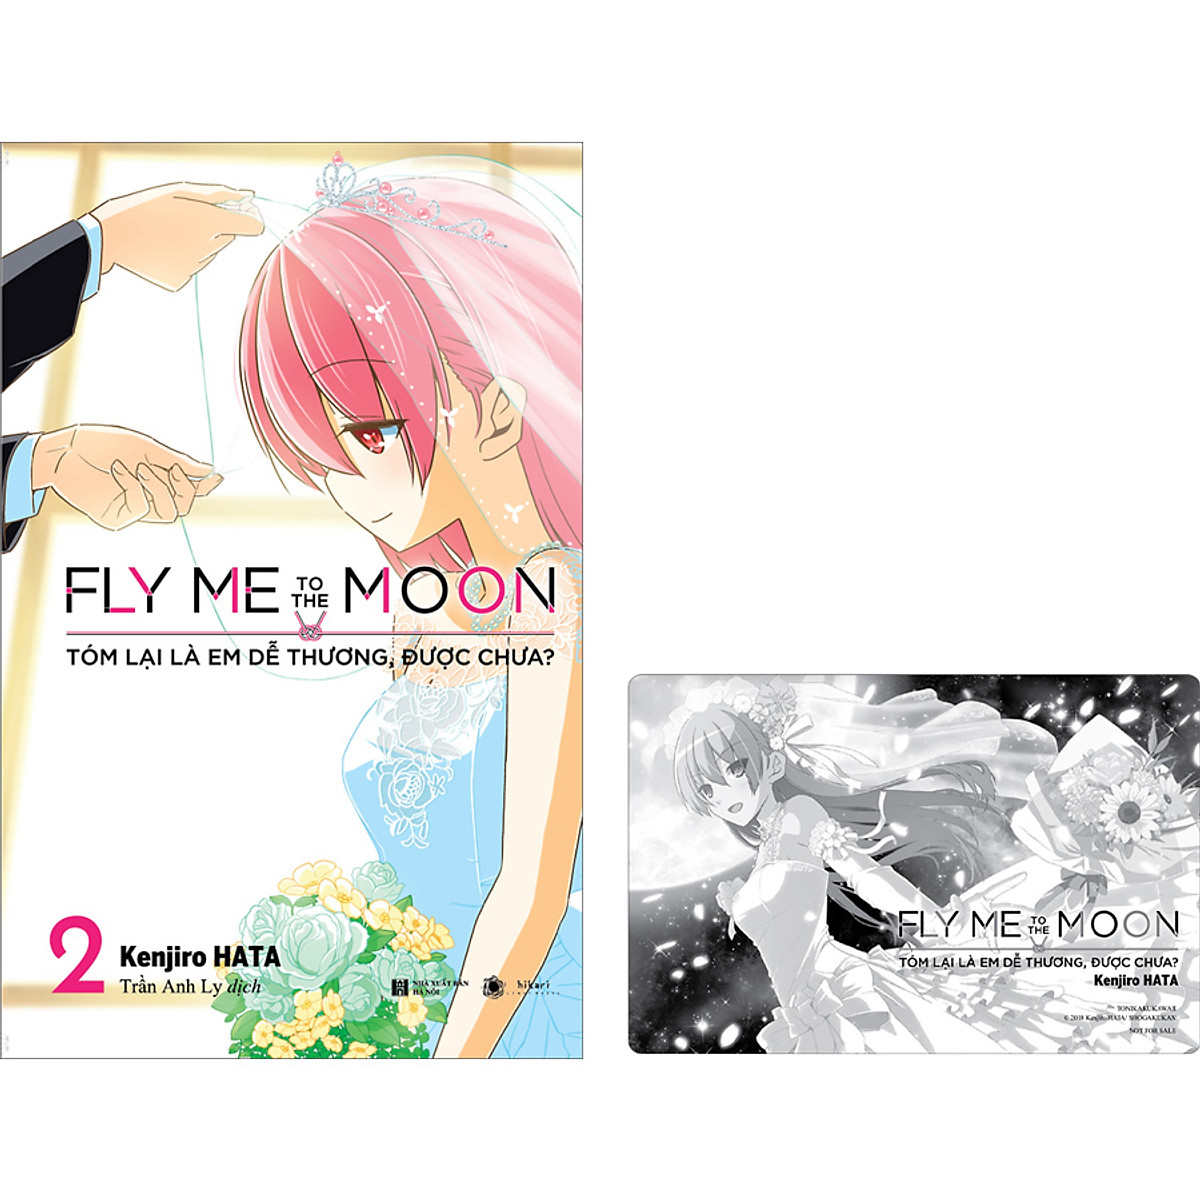 FLY ME TO THE MOON
TÓM LẠI LÀ EM DỄ THƯƠNG, ĐƯỢC CHƯA?
2
Kenjiro HATA
Trần Anh Ly dịch
NHÀ XUẤT BẢN
HÀ NỘI
hikari
FLY ME TO THE MOON
TÓM LẠI LÀ EM DỄ THƯƠNG, ĐƯỢC CHƯA?
Kenjiro HATA
TONIKAKUKAWAII
© 2018 Kenjiro HATA/ SHOGAKUKAN
NOT FOR SALE